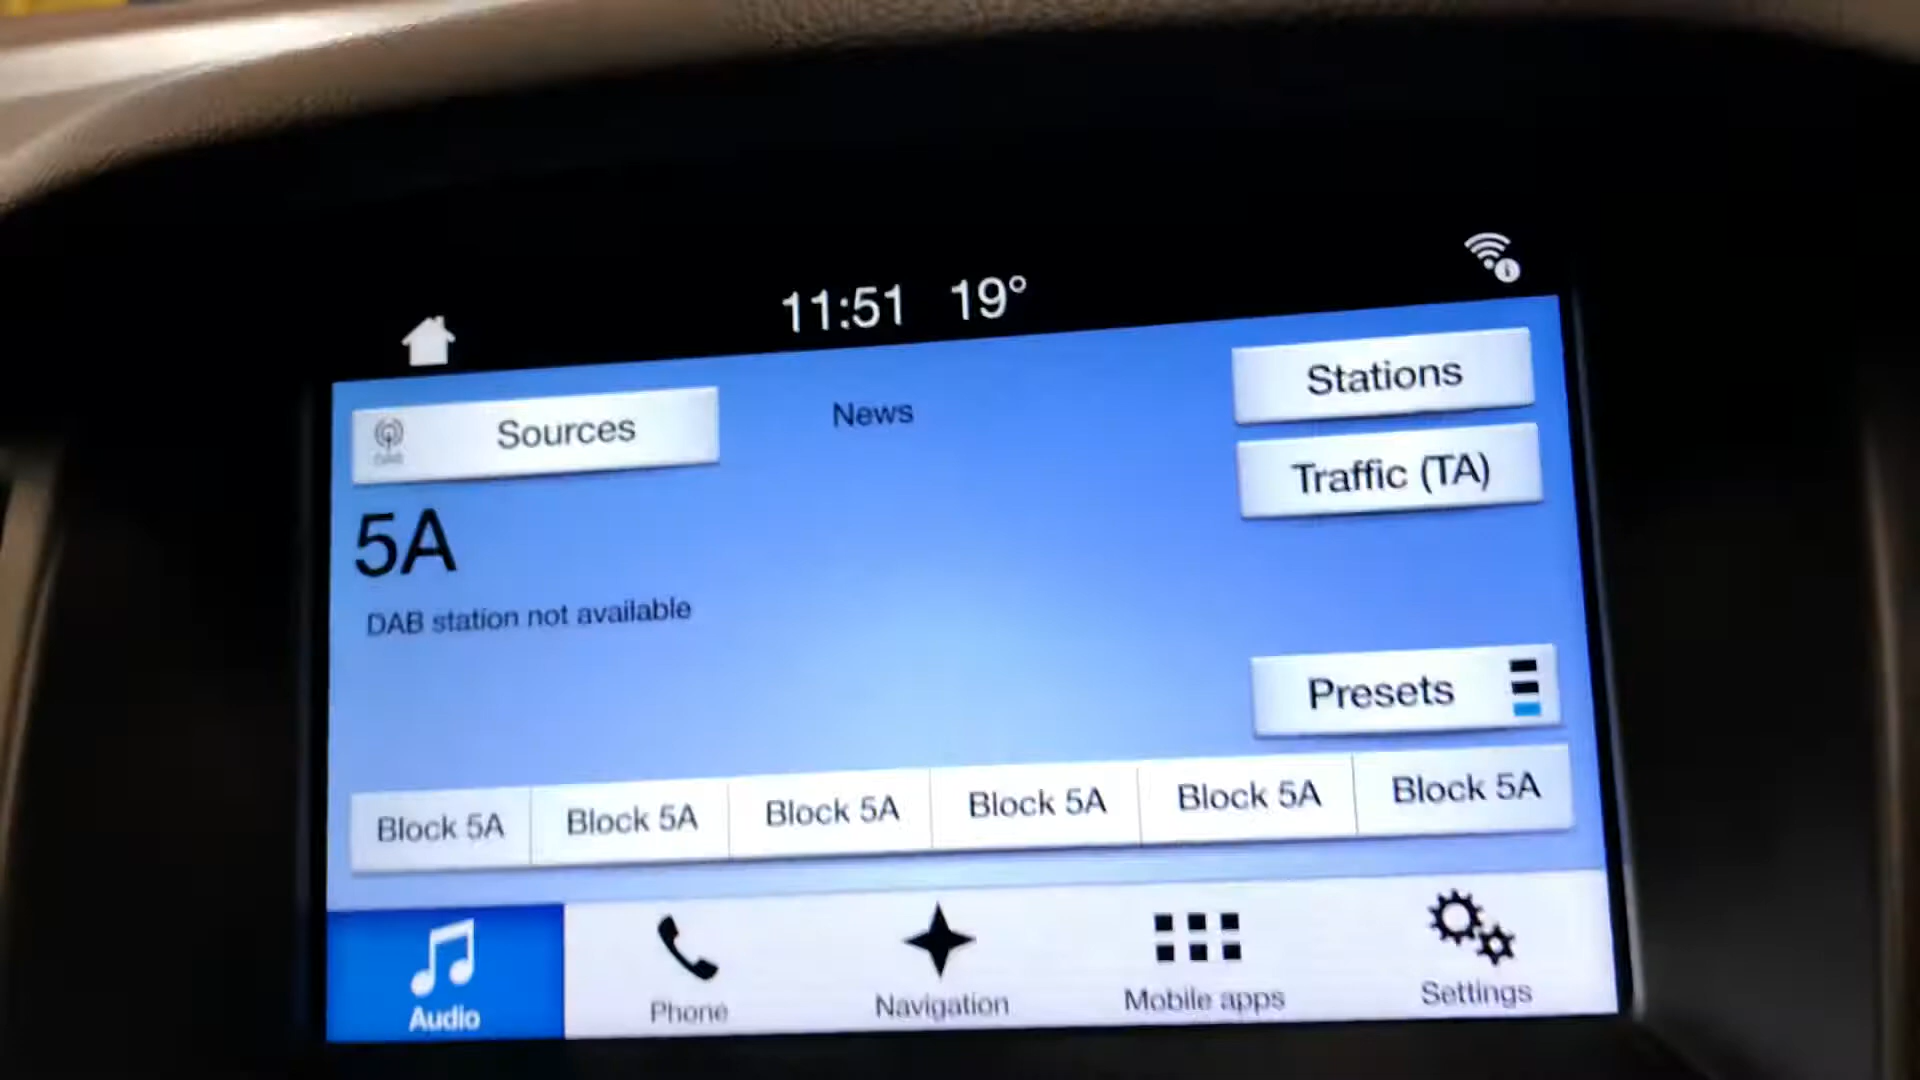 11:51 19°
Sources
News
Stations
Traffic (TA)
5A
DAB station not available
Presets
Block 5A
Block 5A
Block 5A
Block 5A
Block 5A
Block 5A
Audio
Phone
Navigation
Mobile apps
Settings